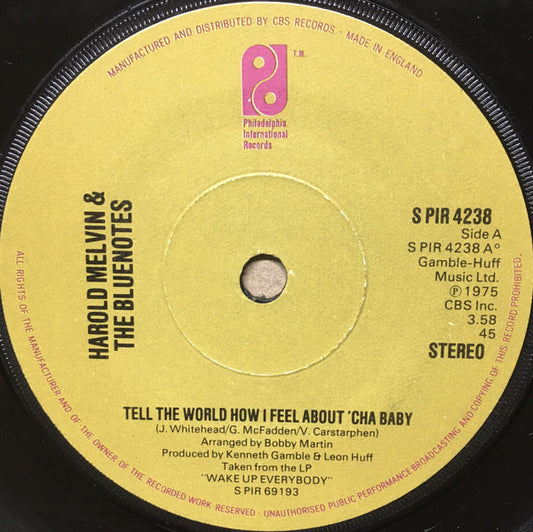 MANUFACTURED AND DISTRIBUTED BY CBS RECORDS · MADE IN ENGLAND
T.M.
Philadelphia
International
Records
HAROLD MELVIN &
THE BLUENOTES
S PIR 4238
Side A
S PIR 4238 A°
Gamble-Huff
Music Ltd.
℗ 1975
CBS Inc.
3.58
45
STEREO
TELL THE WORLD HOW I FEEL ABOUT 'CHA BABY
(J. Whitehead/G. McFadden/V. Carstarphen)
Arranged by Bobby Martin
Produced by Kenneth Gamble & Leon Huff
Taken from the LP
"WAKE UP EVERYBODY"
S PIR 69193
ALL RIGHTS OF THE MANUFACTURER AND OF THE OWNER OF THE RECORDED WORK RESERVED · UNAUTHORISED PUBLIC PERFORMANCE BROADCASTING AND COPYING OF THIS RECORD PROHIBITED.